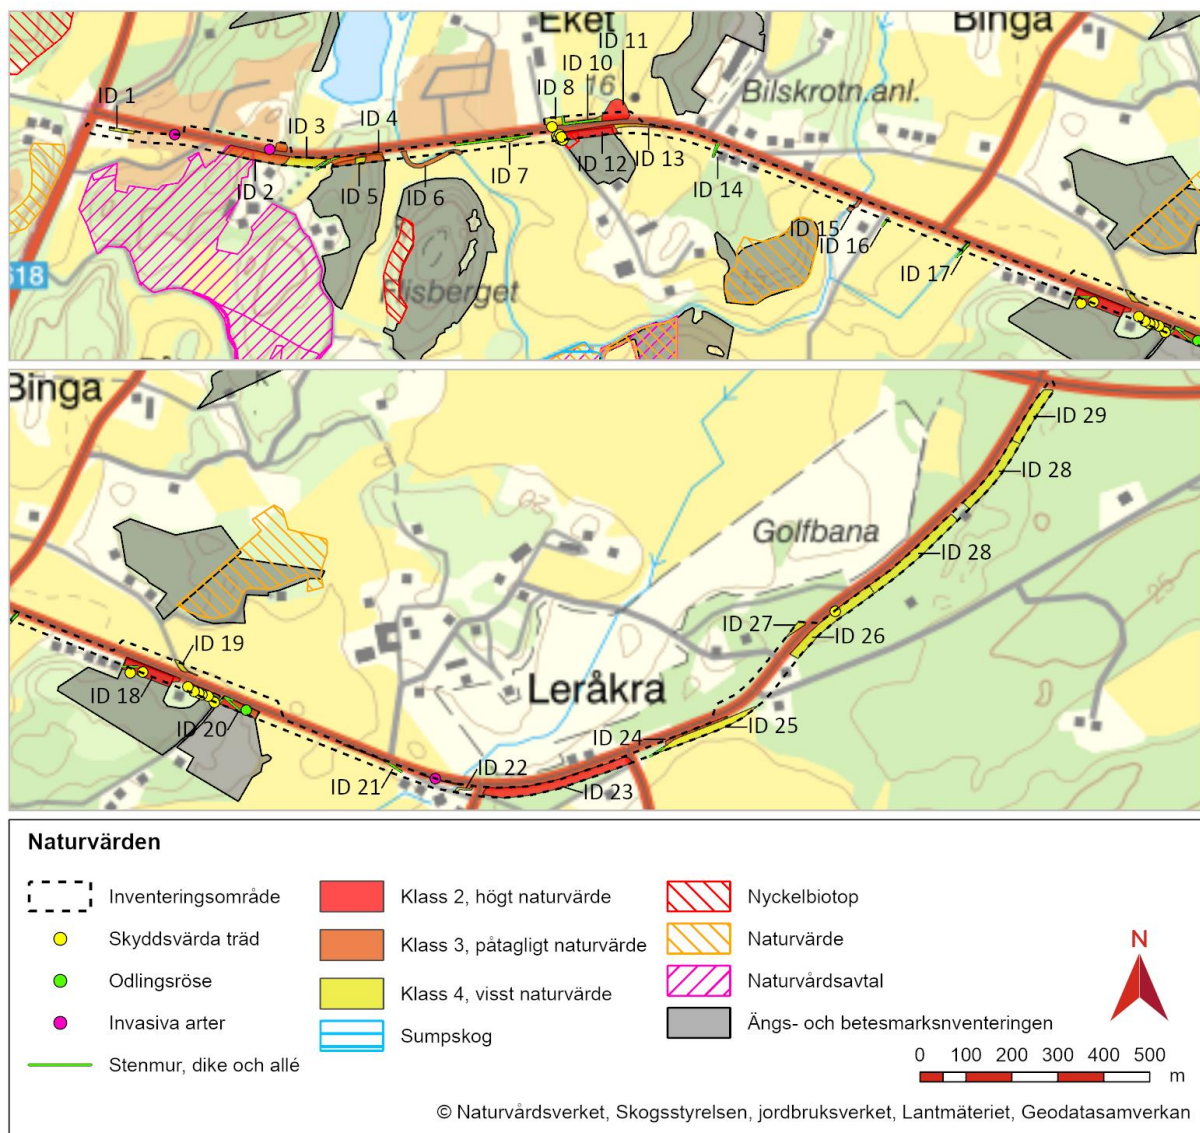 Eket
Binga
ID 11
ID 10
ID 8
16
Bilskrotn.anl.
ID 1
ID 3
ID 4
ID 2
ID 5
ID 6
ID 7
ID 12
ID 13
ID 14
ID 15
ID 16
ID 17
618
Binga
ID 29
ID 28
20
Golfbana
ID 28
ID 27
ID 26
25
ID 19
ID 18
Leråkra
ID 20
ID 24
ID 25
ID 21
ID 22
ID 23
Naturvärden
Inventeringsområde
Skyddsvärda träd
Odlingsröse
Invasiva arter
Stenmur, dike och allé
Klass 2, högt naturvärde
Klass 3, påtagligt naturvärde
Klass 4, visst naturvärde
Sumpskog
Nyckelbiotop
Naturvärde
Naturvårdsavtal
Ängs- och betesmarksnventeringen
N
0 100 200 300 400 500
m
© Naturvårdsverket, Skogsstyrelsen, jordbruksverket, Lantmäteriet, Geodatasamverkan